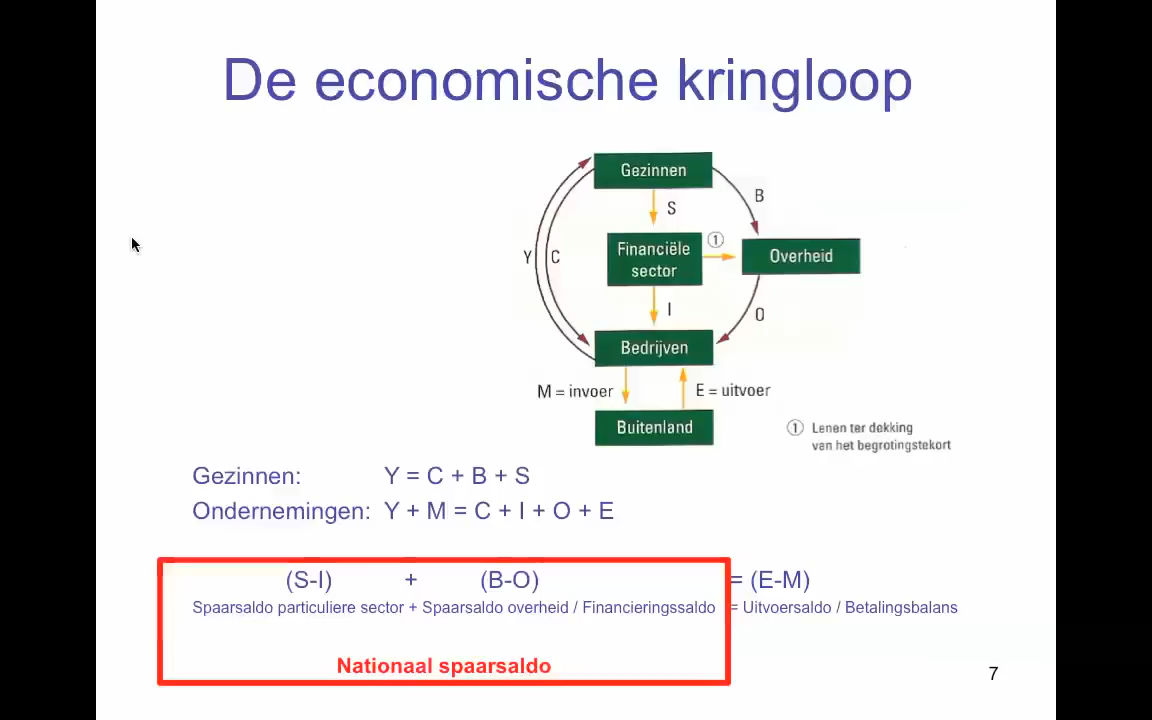 De economische kringloop
Gezinnen
B
S
Financiële
sector
①
Overheid
Y
C
I
O
Bedrijven
M = invoer
E = uitvoer
Buitenland
① Lenen ter dekking
van het begrotingstekort
Gezinnen: Y = C + B + S
Ondernemingen: Y + M = C + I + O + E
(S-I) + (B-O) = (E-M)
Spaarsaldo particuliere sector + Spaarsaldo overheid / Financieringssaldo = Uitvoersaldo / Betalingsbalans
Nationaal spaarsaldo
7